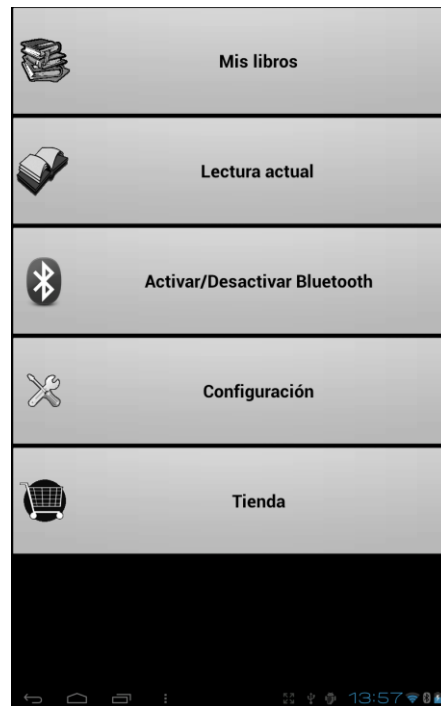 Mis libros
Lectura actual
Activar/Desactivar Bluetooth
Configuración
Tienda
13:57